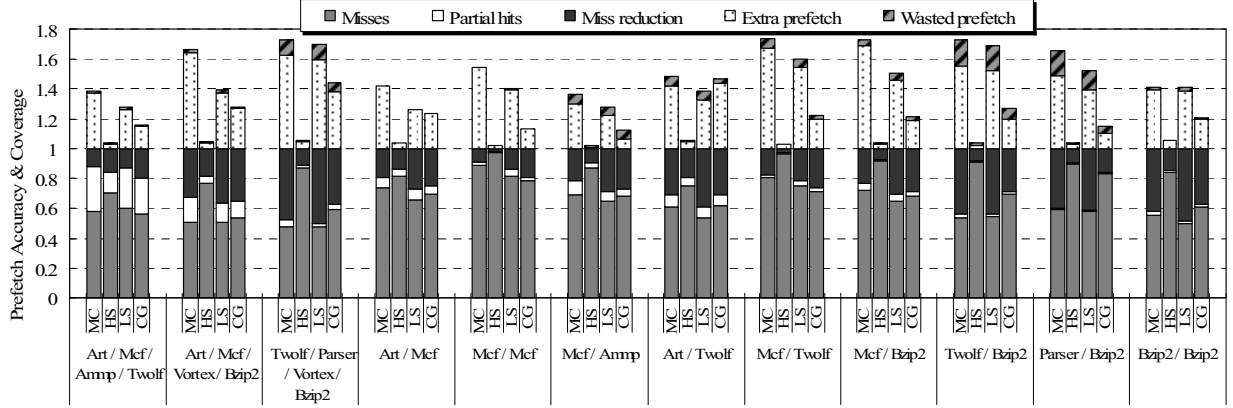 Misses Partial hits Miss reduction Extra prefetch Wasted prefetch
Prefetch Accuracy & Coverage
1.8
1.6
1.4
1.2
1
0.8
0.6
0.4
0.2
0
MC HS LS CG MC HS LS CG MC HS LS CG MC HS LS CG MC HS LS CG MC HS LS CG MC HS LS CG MC HS LS CG MC HS LS CG MC HS LS CG MC HS LS CG MC HS LS CG
Art / Mcf / Art / Mcf / Twolf / Parser Art / Mcf Mcf / Mcf Mcf / Ammp Art / Twolf Mcf / Twolf Mcf / Bzip2 Twolf / Bzip2 Parser / Bzip2 Bzip2 / Bzip2
Ammp / Twolf Vortex / Bzip2 / Vortex /
Bzip2